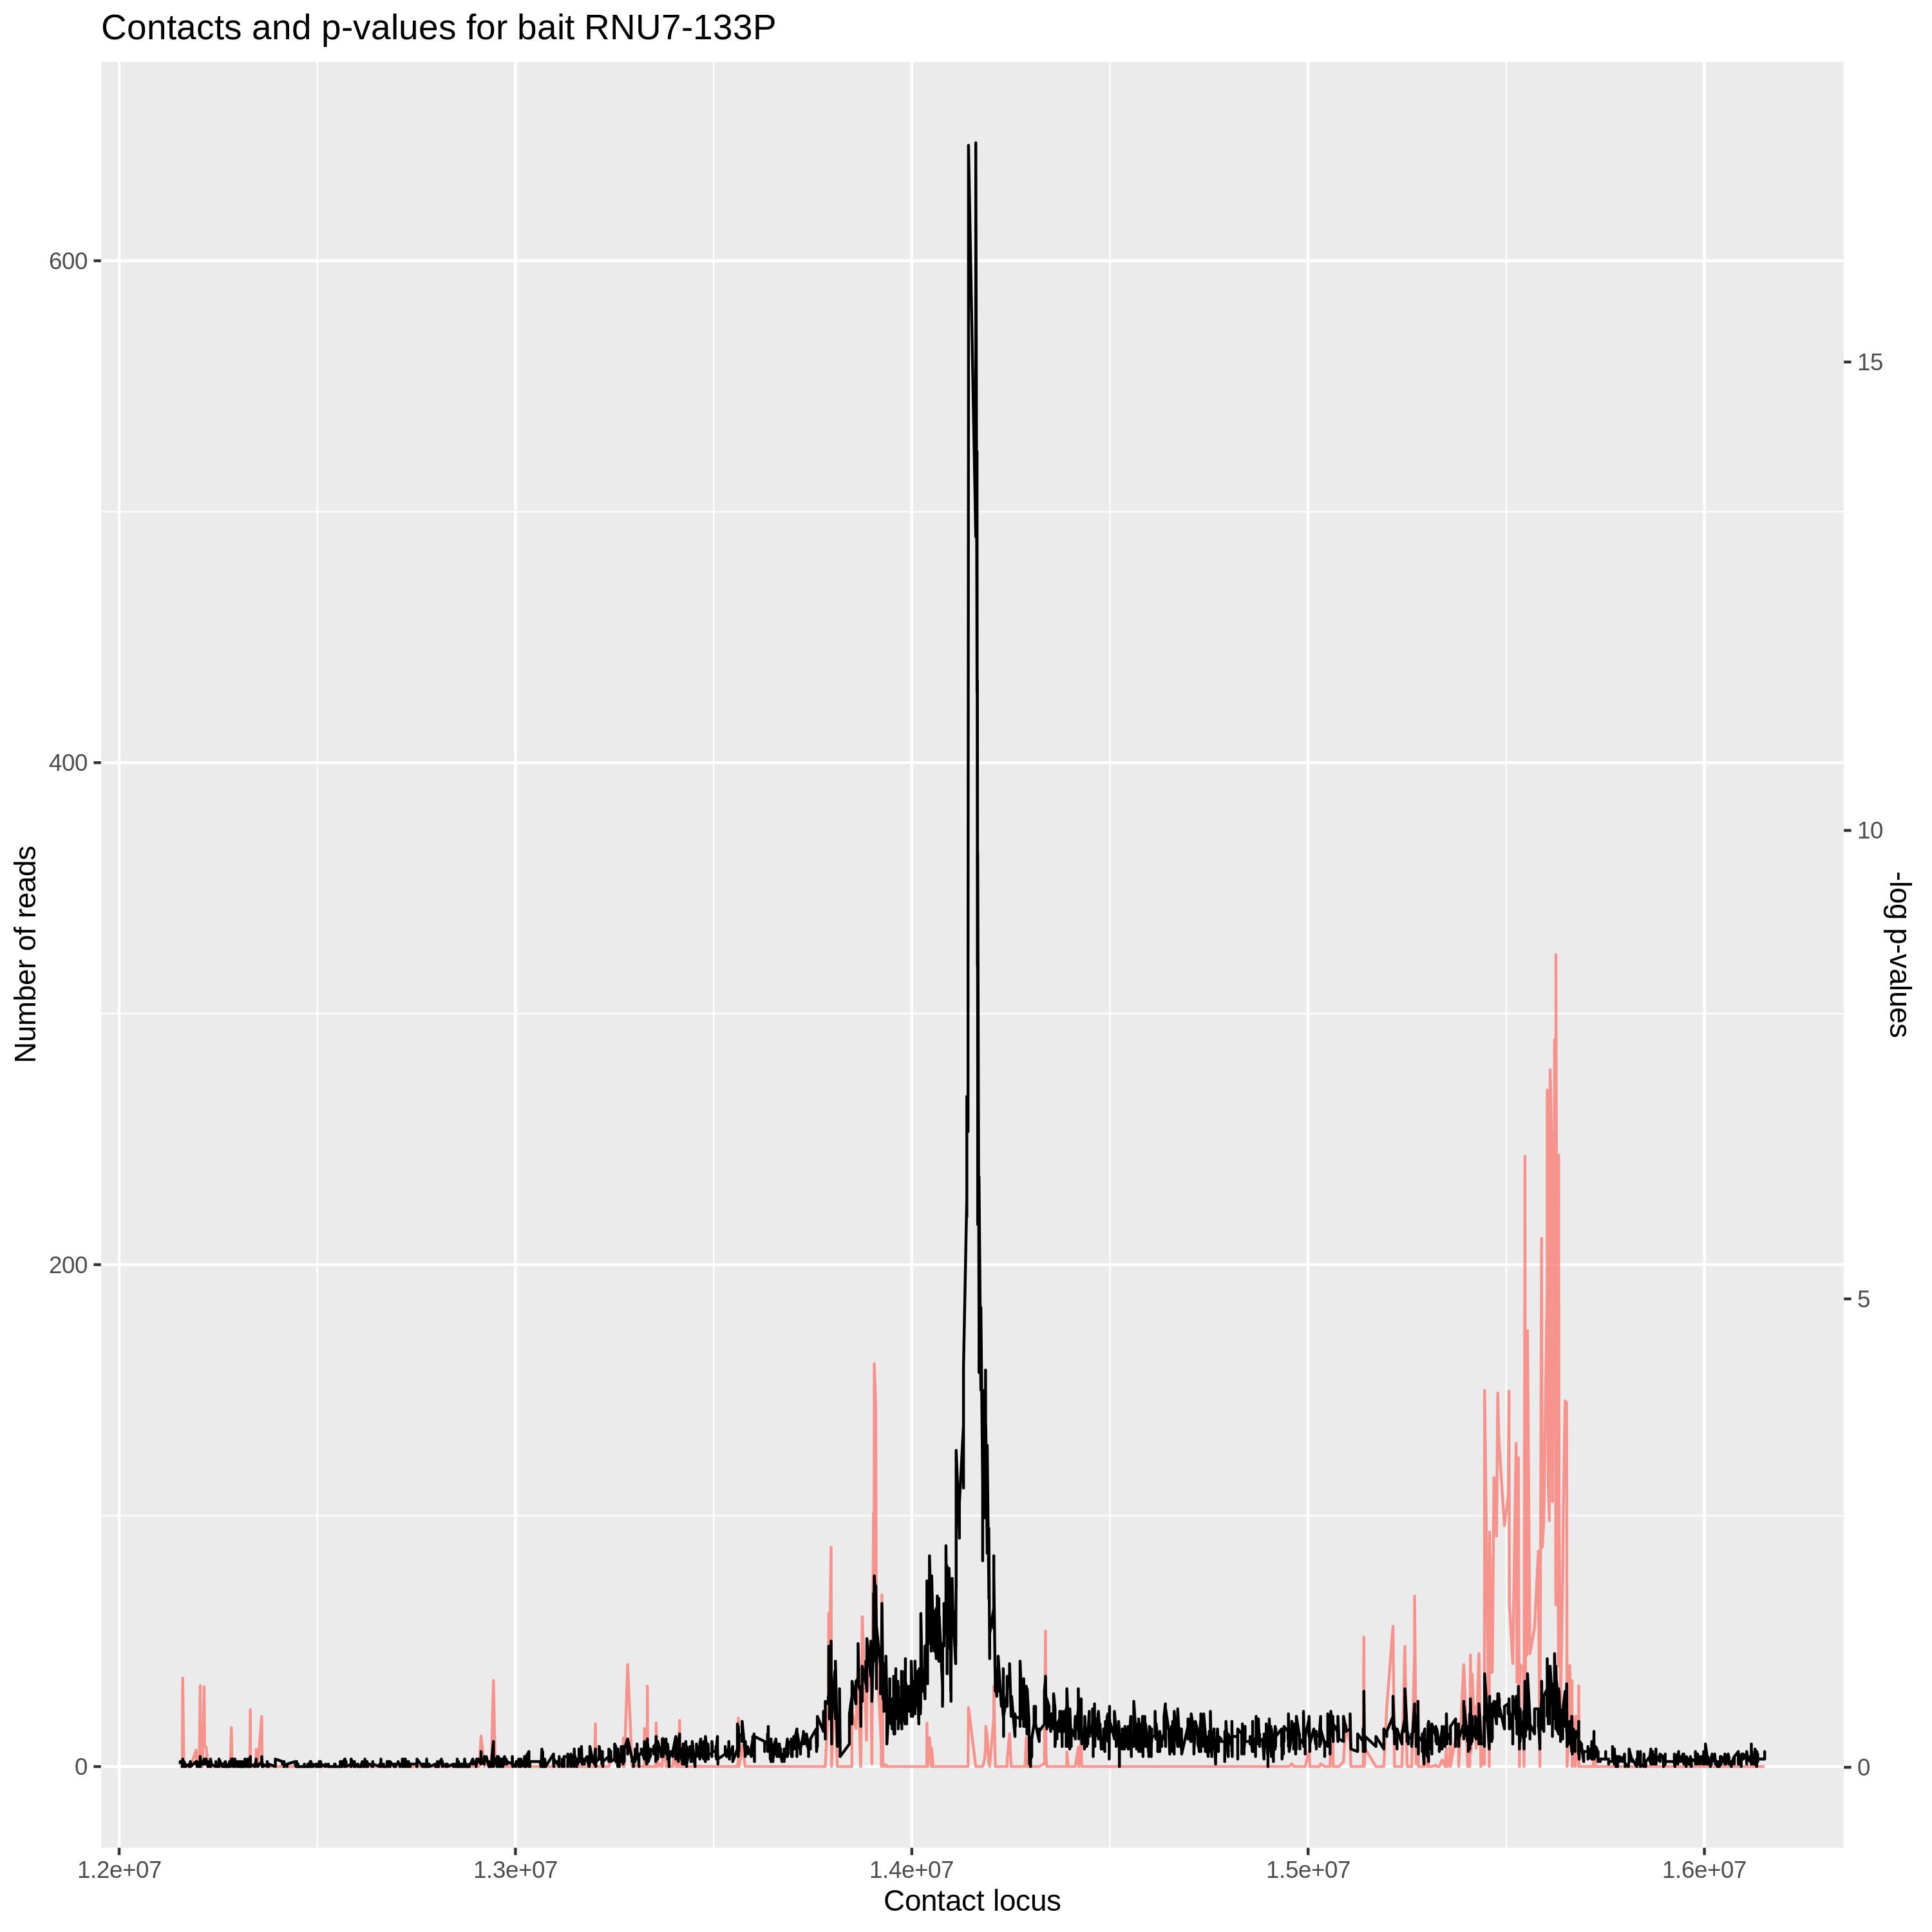 Contacts and p-values for bait RNU7-133P
600
400
200
0
Number of reads
15
10
5
0
-log p-values
1.2e+07
1.3e+07
1.4e+07
1.5e+07
1.6e+07
Contact locus